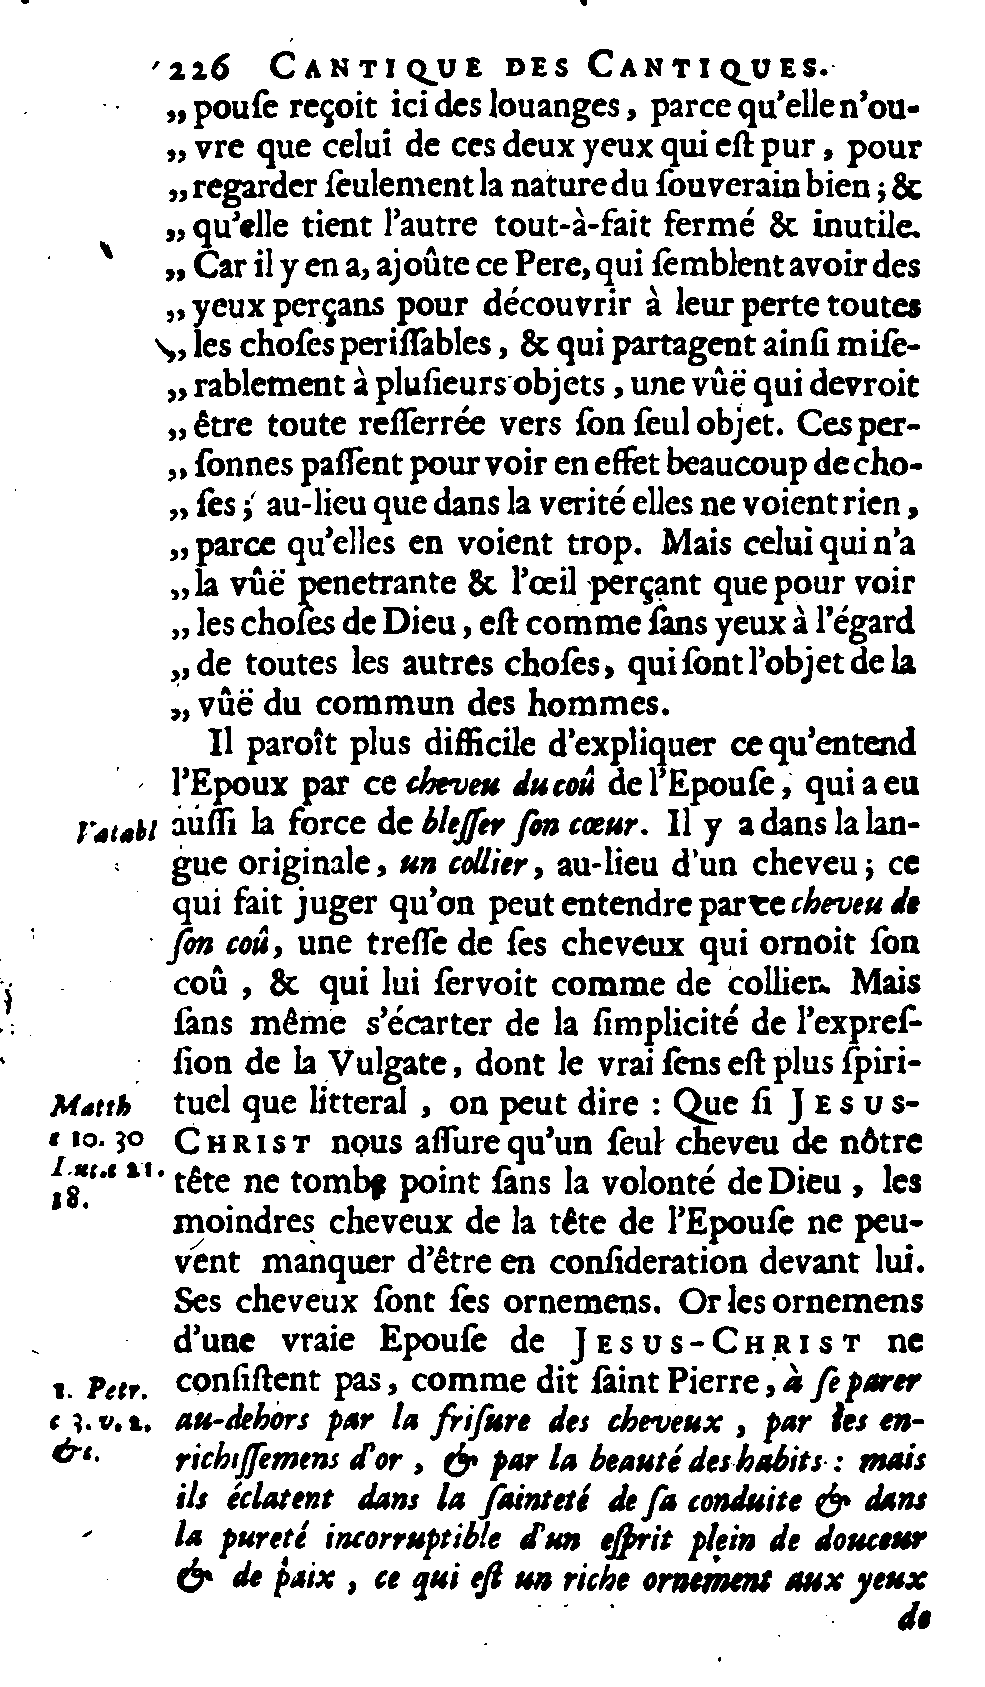 226 CANTIQUE DES CANTIQUES.
„ pouſe reçoit ici des louanges, parce qu'elle n'ou-
„ vre que celui de ces deux yeux qui eſt pur, pour
„ regarder ſeulement la nature du ſouverain bien; &
„ qu'elle tient l'autre tout-à-fait fermé & inutile.
„ Car il y en a, ajoûte ce Pere, qui ſemblent avoir des
„ yeux perçans pour découvrir à leur perte toutes
„ les choſes periſſables, & qui partagent ainſi miſe-
„ rablement à pluſieurs objets, une vûë qui devroit
„ être toute reſſerrée vers ſon ſeul objet. Ces per-
„ ſonnes paſſent pour voir en effet beaucoup de cho-
„ ſes; au-lieu que dans la verité elles ne voient rien,
„ parce qu'elles en voient trop. Mais celui qui n'a
„ la vûë penetrante & l'œil perçant que pour voir
„ les choſes de Dieu, eſt comme ſans yeux à l'égard
„ de toutes les autres choſes, qui ſont l'objet de la
„ vûë du commun des hommes.
Il paroît plus difficile d'expliquer ce qu'entend
l'Epoux par ce cheveu du coû de l'Epouſe, qui a eu
Vatabl auſſi la force de bleſſer ſon cœur. Il y a dans la lan-
gue originale, un collier, au-lieu d'un cheveu; ce
qui fait juger qu'on peut entendre par ce cheveu de
ſon coû, une treſſe de ſes cheveux qui ornoit ſon
coû, & qui lui ſervoit comme de collier. Mais
ſans même s'écarter de la ſimplicité de l'expreſ-
ſion de la Vulgate, dont le vrai ſens eſt plus ſpiri-
Matth tuel que litteral, on peut dire: Que ſi JESUS-
c 10. 30 CHRIST nous aſſure qu'un ſeul cheveu de nôtre
Luc.c 21. tête ne tombe point ſans la volonté de Dieu, les
18. moindres cheveux de la tête de l'Epouſe ne peu-
vent manquer d'être en conſideration devant lui.
Ses cheveux ſont ſes ornemens. Or les ornemens
d'une vraie Epouſe de JESUS-CHRIST ne
1. Petr. conſiſtent pas, comme dit ſaint Pierre, à ſe parer
c 3. v. 2. au-dehors par la friſure des cheveux, par les en-
&c. richiſſemens d'or, & par la beauté des habits: mais
ils éclatent dans la ſainteté de ſa conduite & dans
la pureté incorruptible d'un eſprit plein de douceur
& de paix, ce qui eſt un riche ornement aux yeux
de